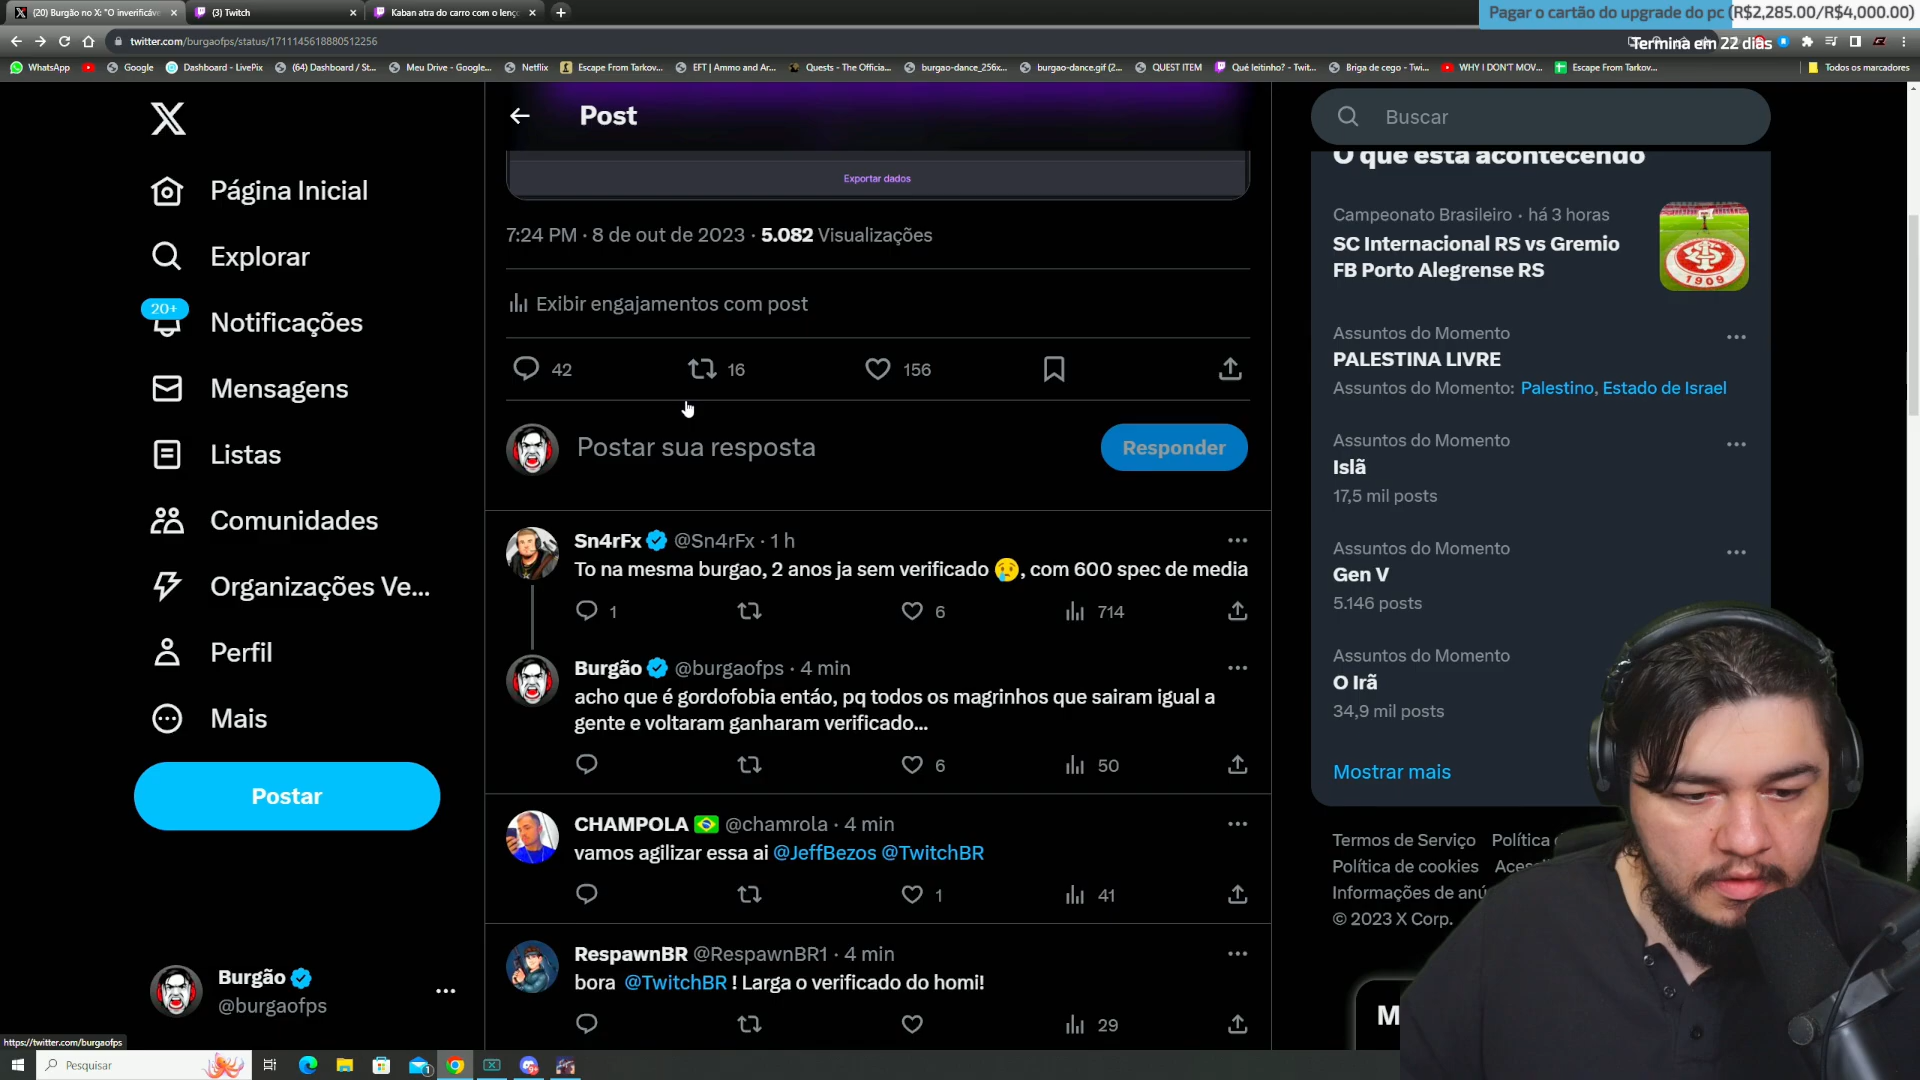 (20) Burgão no X: "O inverificáv
(3) Twitch
Kaban atra do carro com o lenç
Pagar o cartão do upgrade do pc (R$2,285.00/R$4,000.00)
Termina em 22 dias
twitter.com/burgaofps/status/1711145618880512256
WhatsApp
Google
Dashboard - LivePix
(64) Dashboard / St...
Meu Drive - Google...
Netflix
Escape From Tarkov...
EFT | Ammo and Ar...
Quests - The Officia...
burgao-dance_256x...
burgao-dance.gif (2...
QUEST ITEM
Qué leitinho? - Twit...
Briga de cego - Twi...
WHY I DON'T MOV...
Escape From Tarkov...
Todos os marcadores
Página Inicial
Explorar
20+
Notificações
Mensagens
Listas
Comunidades
Organizações Ve...
Perfil
Mais
Postar
Burgão
@burgaofps
https://twitter.com/burgaofps
Post
Exportar dados
7:24 PM · 8 de out de 2023 · 5.082 Visualizações
Exibir engajamentos com post
42 16 156
Postar sua resposta
Responder
Sn4rFx @Sn4rFx · 1 h
To na mesma burgao, 2 anos ja sem verificado 😢, com 600 spec de media
1 6 714
Burgão @burgaofps · 4 min
acho que é gordofobia entáo, pq todos os magrinhos que sairam igual a
gente e voltaram ganharam verificado...
6 50
CHAMPOLA 🇧🇷 @chamrola · 4 min
vamos agilizar essa ai @JeffBezos @TwitchBR
1 41
RespawnBR @RespawnBR1 · 4 min
bora @TwitchBR ! Larga o verificado do homi!
29
Buscar
O que está acontecendo
Campeonato Brasileiro · há 3 horas
SC Internacional RS vs Gremio
FB Porto Alegrense RS
1909
Assuntos do Momento
PALESTINA LIVRE
Assuntos do Momento: Palestino, Estado de Israel
Assuntos do Momento
Islã
17,5 mil posts
Assuntos do Momento
Gen V
5.146 posts
Assuntos do Momento
O Irã
34,9 mil posts
Mostrar mais
Termos de Serviço Política
Política de cookies Aces
Informações de anú
© 2023 X Corp.
M
Pesquisar